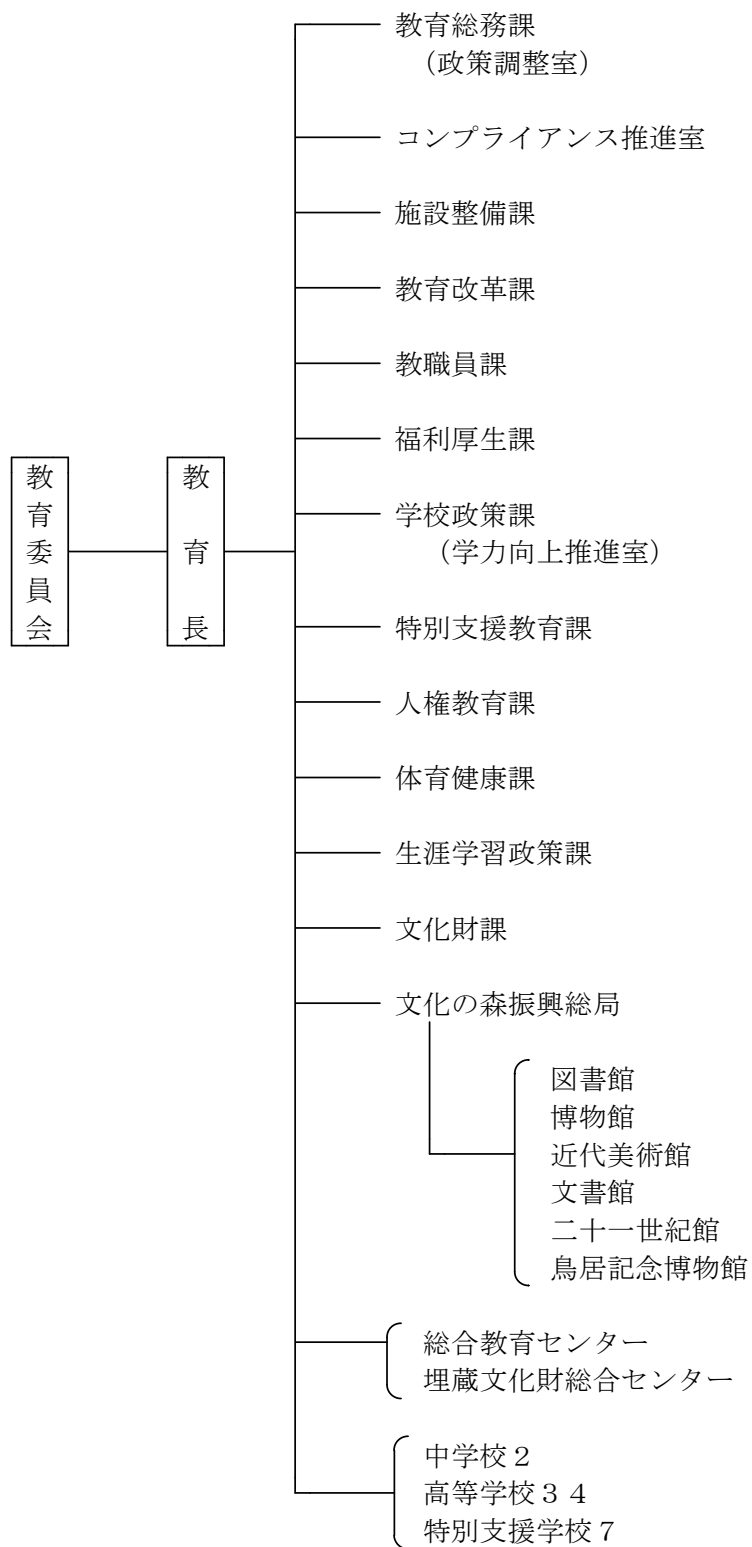 教育総務課
（政策調整室）
コンプライアンス推進室
施設整備課
教育改革課
教職員課
福利厚生課
教育委員会
教育長
学校政策課
（学力向上推進室）
特別支援教育課
人権教育課
体育健康課
生涯学習政策課
文化財課
文化の森振興総局
図書館
博物館
近代美術館
文書館
二十一世紀館
鳥居記念博物館
総合教育センター
埋蔵文化財総合センター
中学校２
高等学校３４
特別支援学校７